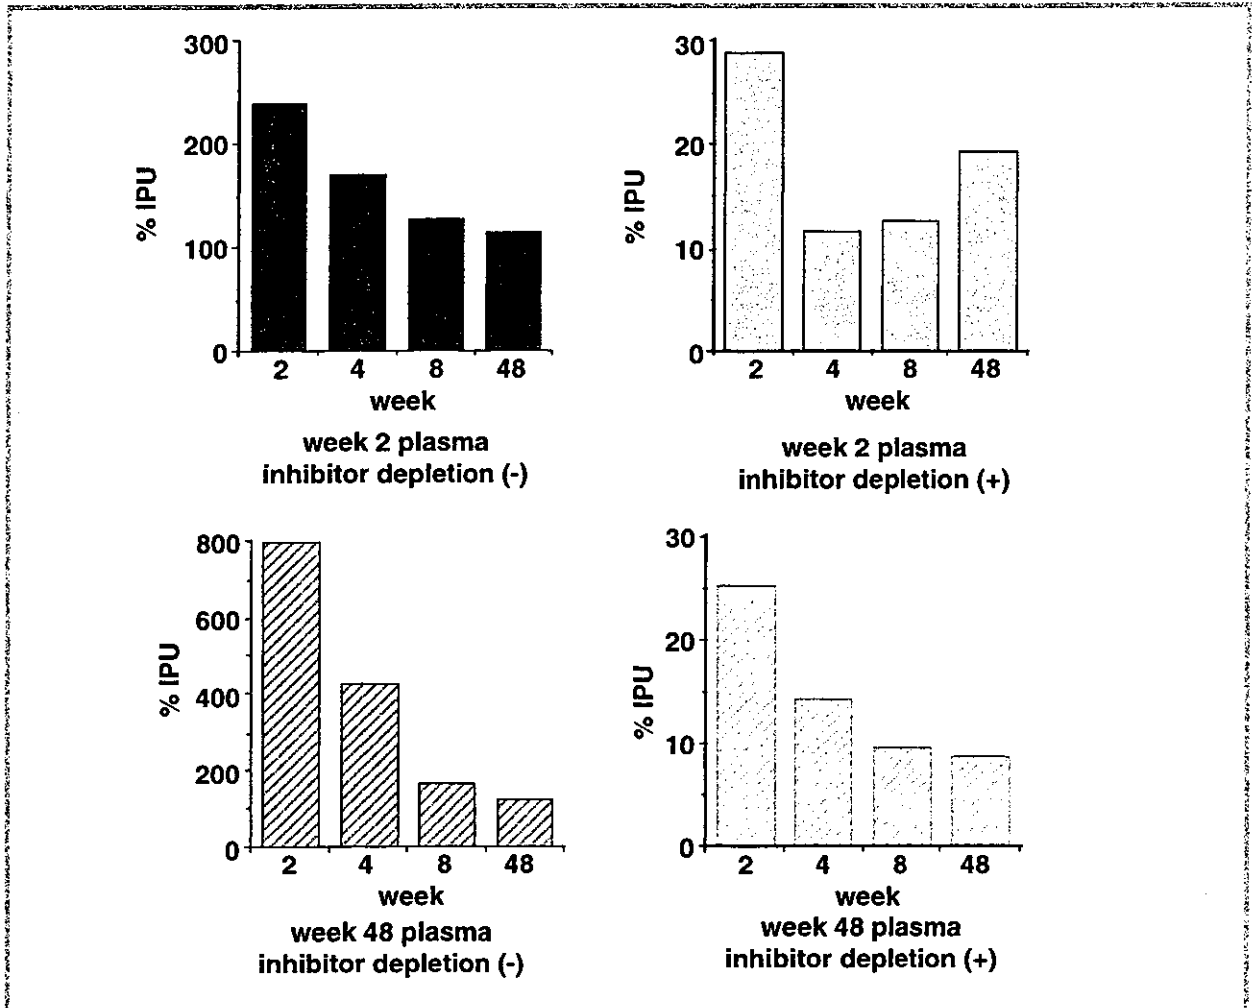 300
200
100
0
% IPU
2 4 8 48
week
week 2 plasma
inhibitor depletion (-)
30
20
10
0
% IPU
2 4 8 48
week
week 2 plasma
inhibitor depletion (+)
800
600
400
200
0
% IPU
2 4 8 48
week
week 48 plasma
inhibitor depletion (-)
30
20
10
0
% IPU
2 4 8 48
week
week 48 plasma
inhibitor depletion (+)